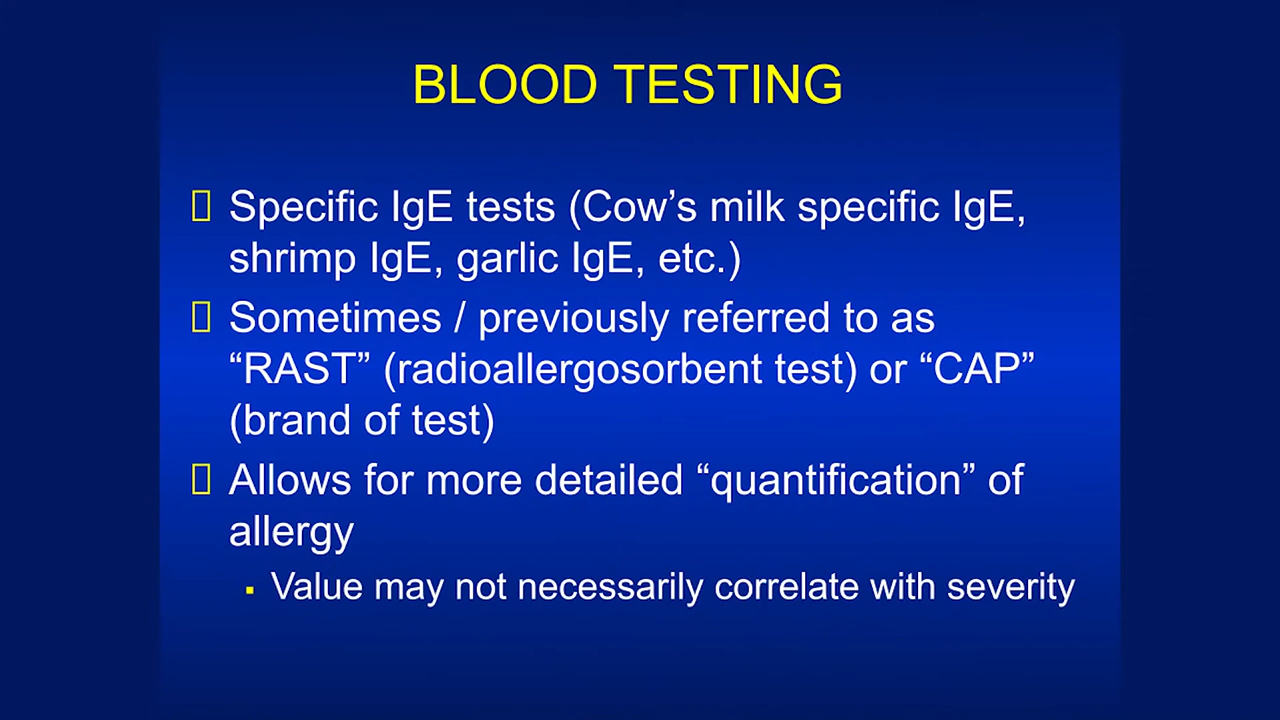 BLOOD TESTING
Specific IgE tests (Cow’s milk specific IgE,
shrimp IgE, garlic IgE, etc.)
Sometimes / previously referred to as
“RAST” (radioallergosorbent test) or “CAP”
(brand of test)
Allows for more detailed “quantification” of
allergy
Value may not necessarily correlate with severity